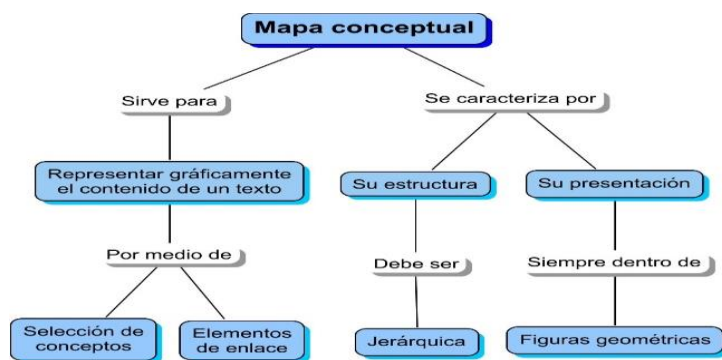 Mapa conceptual
Sirve para
Se caracteriza por
Representar gráficamente
el contenido de un texto
Su estructura
Su presentación
Por medio de
Debe ser
Siempre dentro de
Selección de
conceptos
Elementos
de enlace
Jerárquica
Figuras geométricas